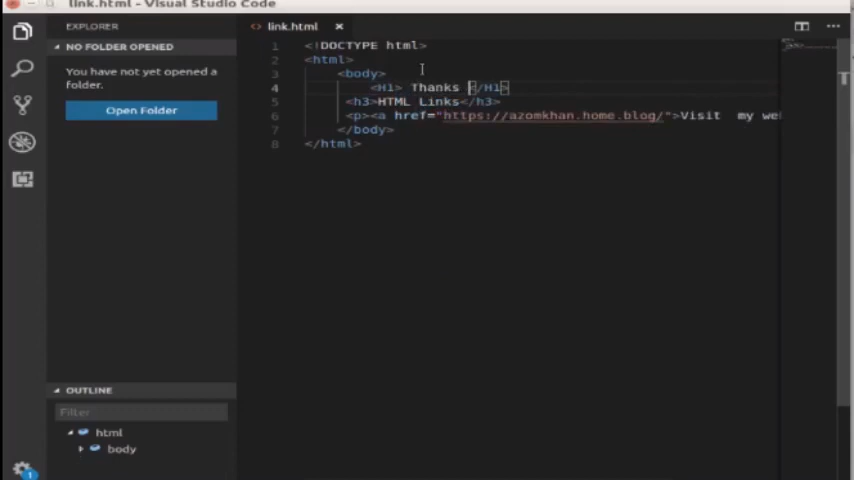 link.html - Visual Studio Code
EXPLORER
NO FOLDER OPENED
You have not yet opened a
folder.
Open Folder
link.html
1 <!DOCTYPE html>
2 <html>
3 <body>
4 <H1> Thanks </H1>
5 <h3>HTML Links</h3>
6 <p><a href="https://azomkhan.home.blog/">Visit my we
7 </body>
8 </html>
OUTLINE
Filter
html
body
1